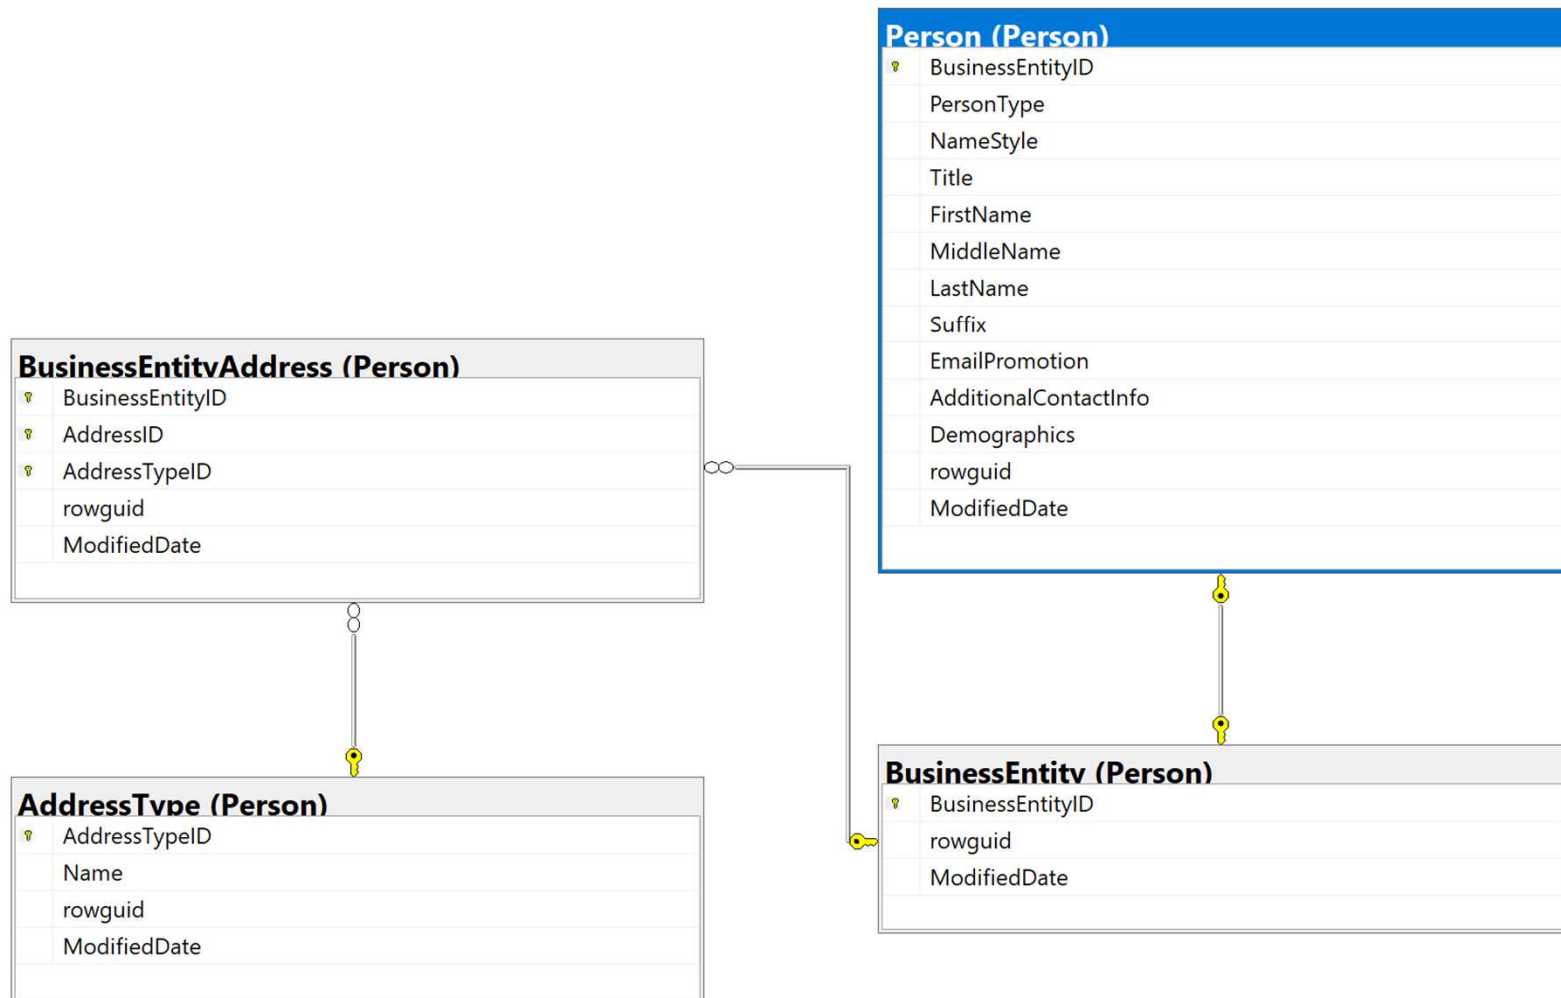 Person (Person)
BusinessEntityID
PersonType
NameStyle
Title
FirstName
MiddleName
LastName
Suffix
EmailPromotion
AdditionalContactInfo
Demographics
rowguid
ModifiedDate
BusinessEntityAddress (Person)
BusinessEntityID
AddressID
AddressTypeID
rowguid
ModifiedDate
AddressType (Person)
AddressTypeID
Name
rowguid
ModifiedDate
BusinessEntity (Person)
BusinessEntityID
rowguid
ModifiedDate